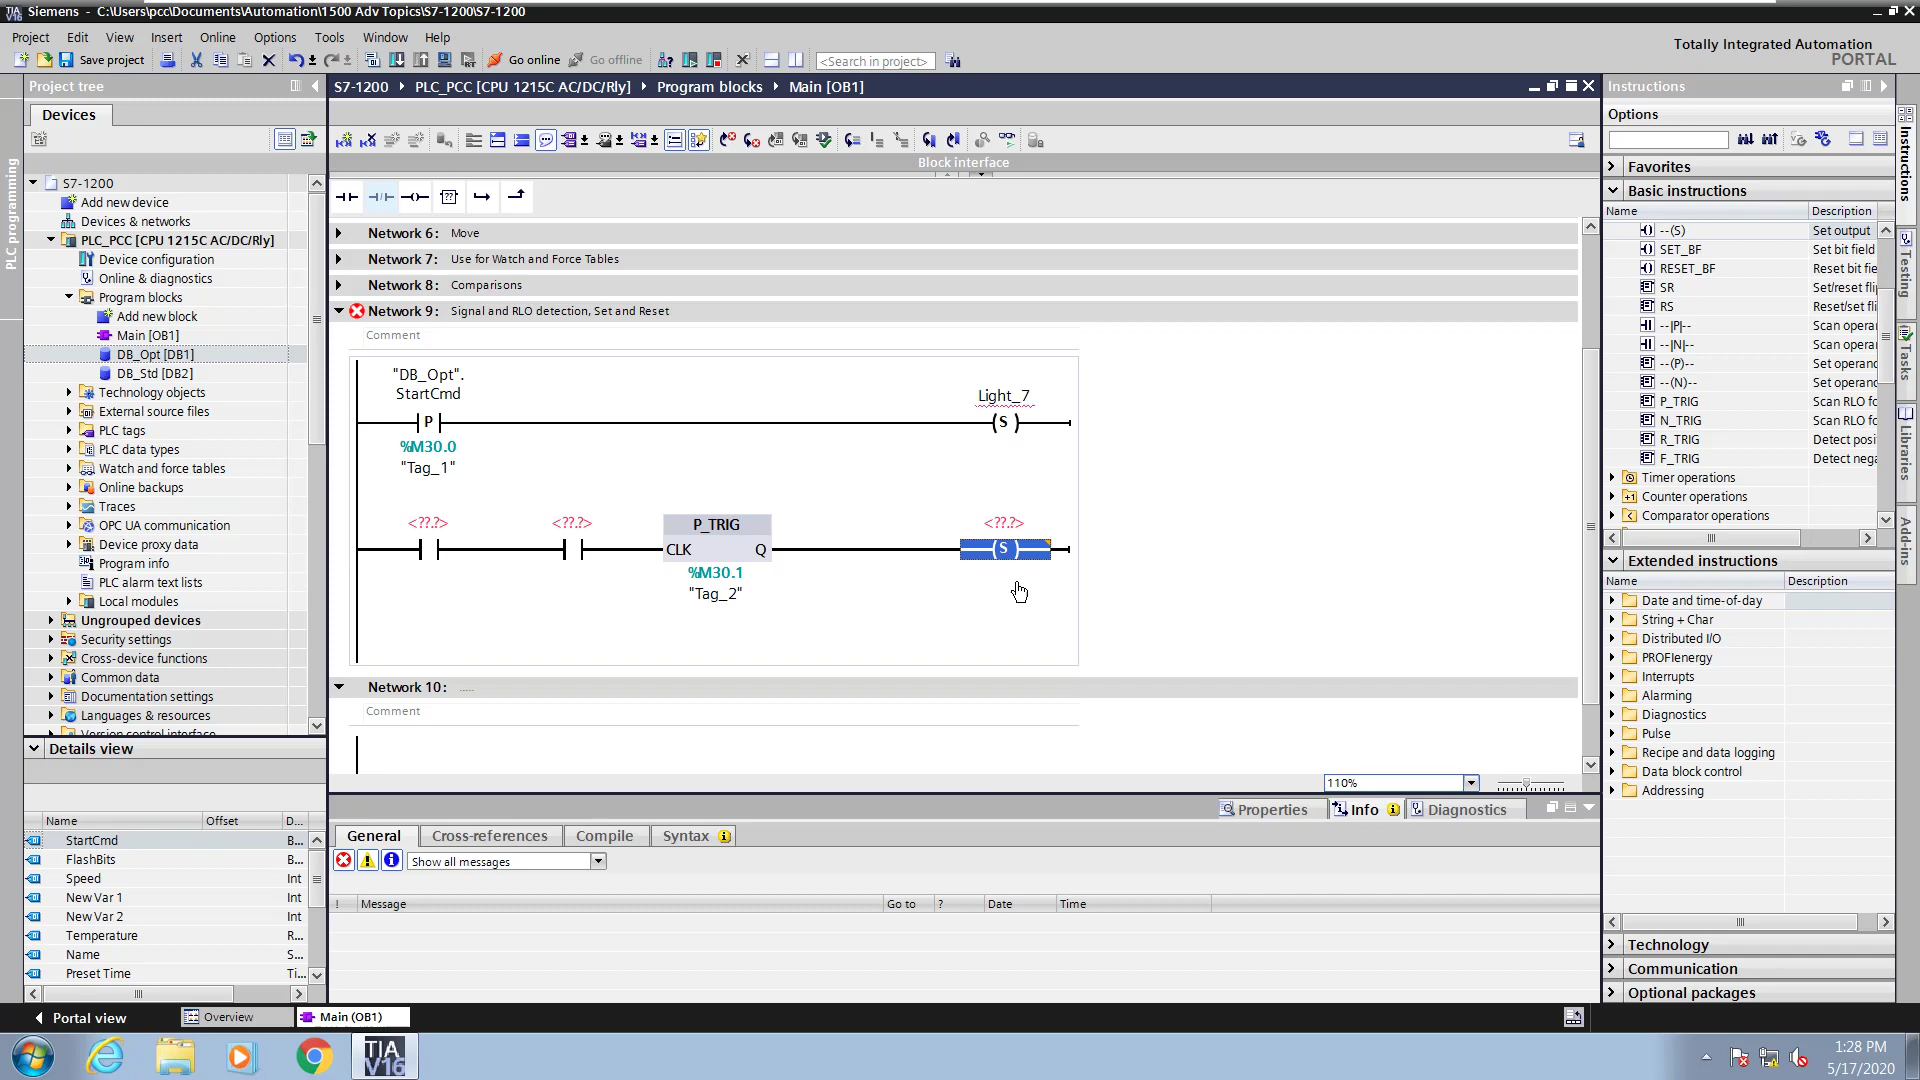 Siemens - C:\Users\pcc\Documents\Automation\1500 Adv Topics\S7-1200\S7-1200
Project Edit View Insert Online Options Tools Window Help
Totally Integrated Automation
PORTAL
Save project
Go online
Go offline
<Search in project>
Project tree
S7-1200 PLC_PCC [CPU 1215C AC/DC/Rly] Program blocks Main [OB1]
Instructions
Devices
Options
Block interface
PLC programming
S7-1200
Add new device
Devices & networks
PLC_PCC [CPU 1215C AC/DC/Rly]
Device configuration
Online & diagnostics
Program blocks
Add new block
Main [OB1]
DB_Opt [DB1]
DB_Std [DB2]
Technology objects
External source files
PLC tags
PLC data types
Watch and force tables
Online backups
Traces
OPC UA communication
Device proxy data
Program info
PLC alarm text lists
Local modules
Ungrouped devices
Security settings
Cross-device functions
Common data
Documentation settings
Languages & resources
Version control interface
Details view
Name Offset D...
StartCmd B...
FlashBits B...
Speed Int
New Var 1 Int
New Var 2 Int
Temperature R...
Name S...
Preset Time Ti...
Network 6: Move
Network 7: Use for Watch and Force Tables
Network 8: Comparisons
Network 9: Signal and RLO detection, Set and Reset
Comment
"DB_Opt".
StartCmd
P
%M30.0
"Tag_1"
Light_7
(S)
<??.?>
<??.?>
P_TRIG
CLK Q
%M30.1
"Tag_2"
<??.?>
(S)
Network 10: .....
Comment
110%
Properties Info Diagnostics
General Cross-references Compile Syntax
Show all messages
! Message Go to ? Date Time
Favorites
Basic instructions
Name Description
--(S) Set output
SET_BF Set bit field
RESET_BF Reset bit fie
SR Set/reset fli
RS Reset/set fli
--|P|-- Scan opera
--|N|-- Scan opera
--(P)-- Set operanc
--(N)-- Set operanc
P_TRIG Scan RLO fo
N_TRIG Scan RLO fo
R_TRIG Detect posi
F_TRIG Detect nega
Timer operations
Counter operations
Comparator operations
Extended instructions
Name Description
Date and time-of-day
String + Char
Distributed I/O
PROFIenergy
Interrupts
Alarming
Diagnostics
Pulse
Recipe and data logging
Data block control
Addressing
Technology
Communication
Optional packages
Instructions
Testing
Tasks
Libraries
Add-ins
Portal view
Overview
Main (OB1)
TIA
V16
1:28 PM
5/17/2020